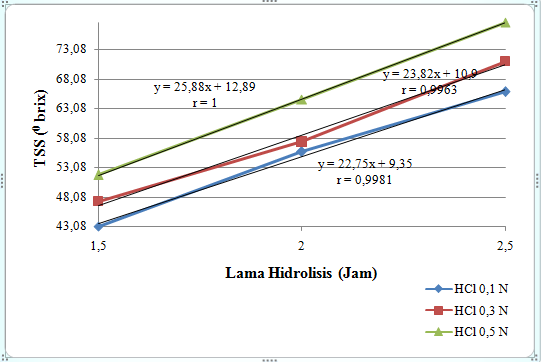 73,08
68,08
63,08
58,08
53,08
48,08
43,08
TSS (⁰ brix)
y = 25,88x + 12,89
r = 1
y = 23,82x + 10,9
r = 0,9963
y = 22,75x + 9,35
r = 0,9981
1,5
2
2,5
Lama Hidrolisis (Jam)
HCl 0,1 N
HCl 0,3 N
HCl 0,5 N